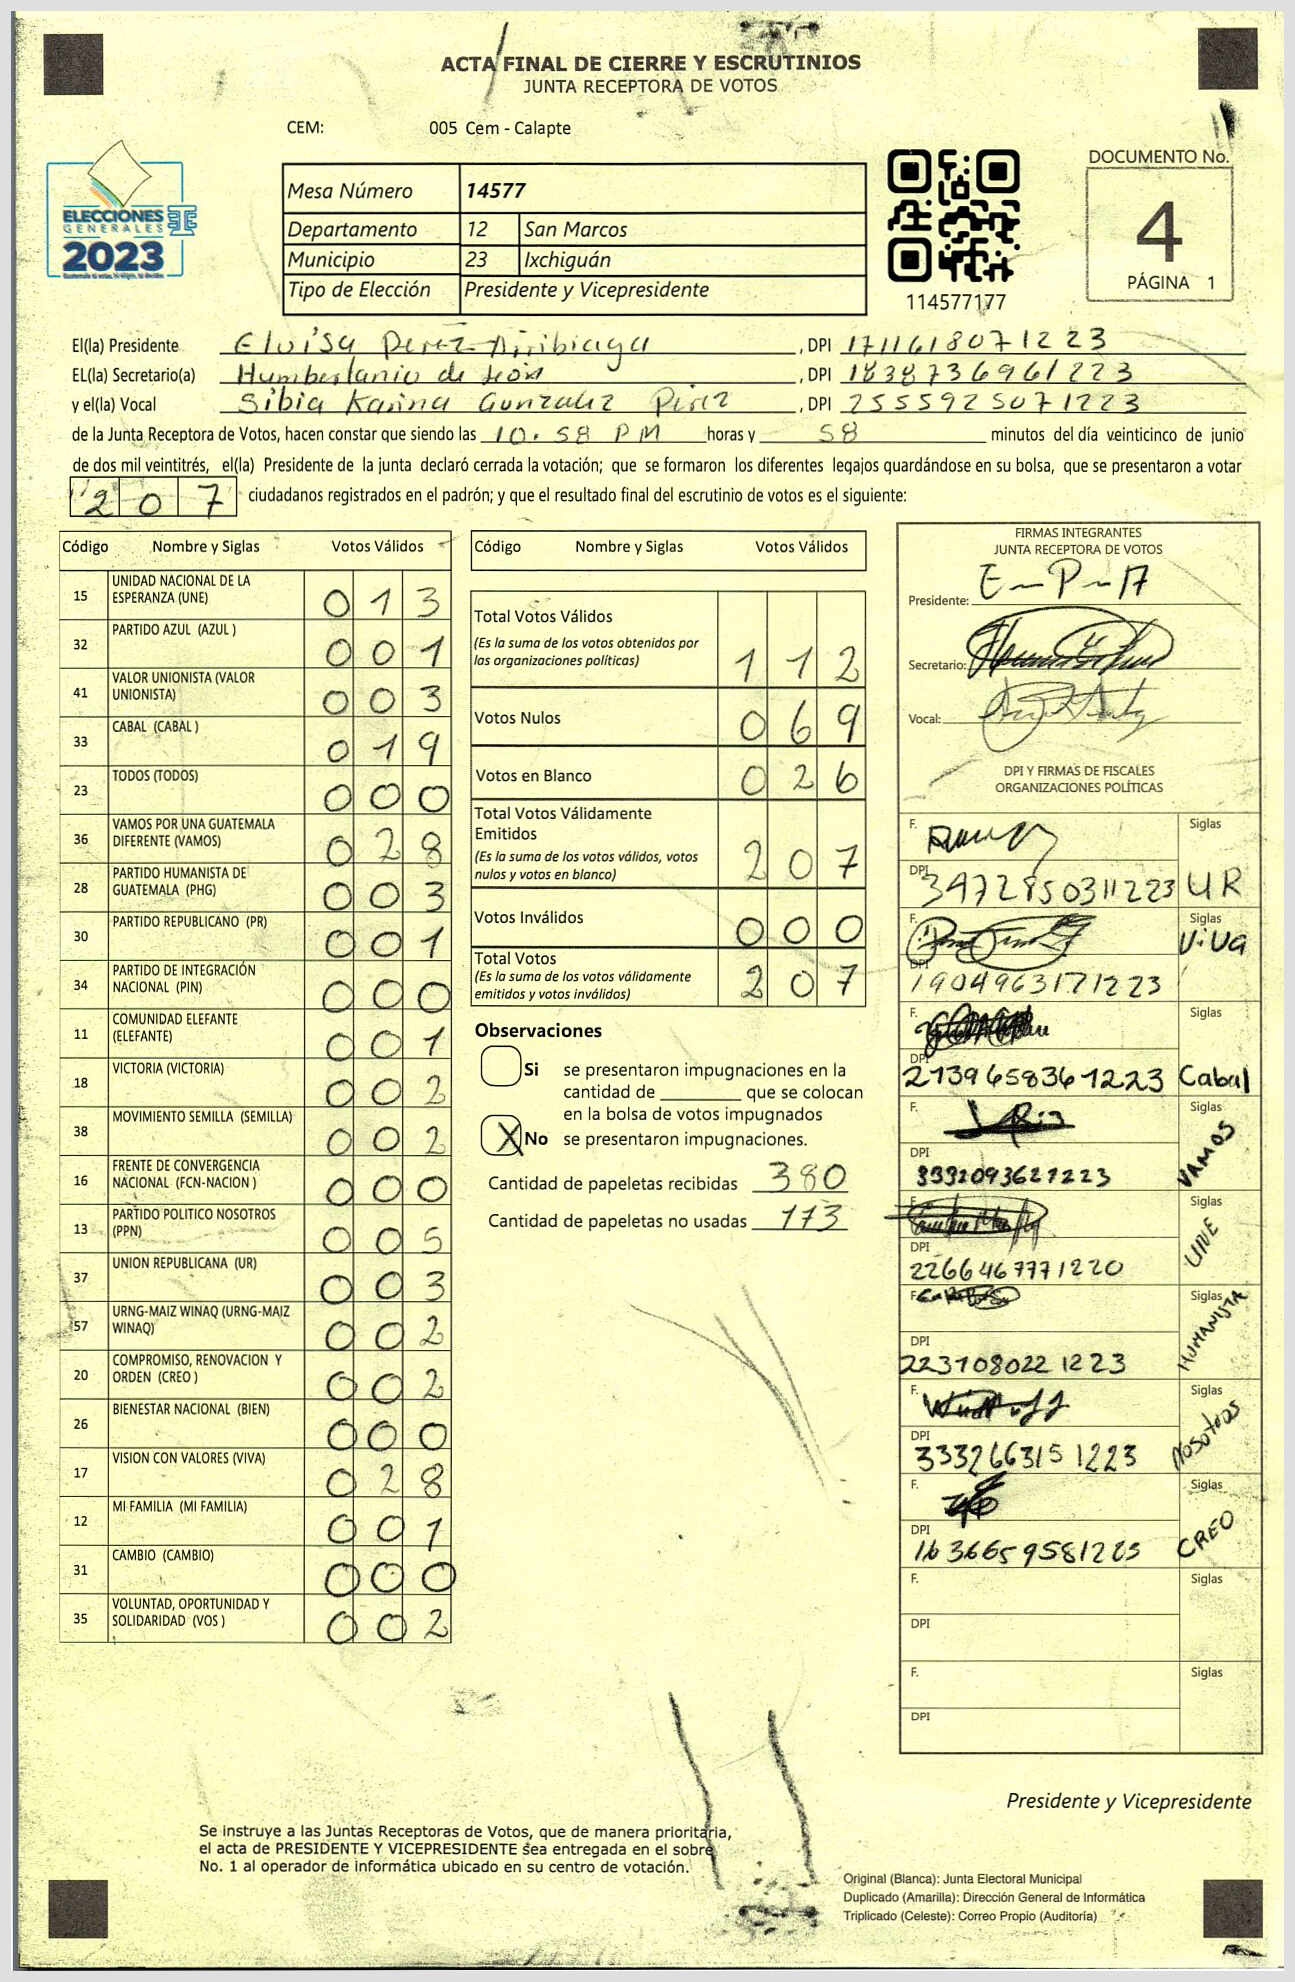 ACTA FINAL DE CIERRE Y ESCRUTINIOS
JUNTA RECEPTORA DE VOTOS
CEM: 005 Cem - Calapte
ELECCIONES
GENERALES
2023
Mesa Número 14577
Departamento 12 San Marcos
Municipio 23 Ixchiguán
Tipo de Elección Presidente y Vicepresidente
114577177
DOCUMENTO No.
4
PÁGINA 1
El(la) Presidente Eloisa Perez , DPI 1711618071223
EL(la) Secretario(a) de León , DPI 1838736961223
y el(la) Vocal Sibia Karina Gonzalez Pérez , DPI 2555925071223
de la Junta Receptora de Votos, hacen constar que siendo las 10.58 PM horas y 58 minutos del día veinticinco de junio
de dos mil veintitrés, el(la) Presidente de la junta declaró cerrada la votación; que se formaron los diferentes legajos guardándose en su bolsa, que se presentaron a votar
207 ciudadanos registrados en el padrón; y que el resultado final del escrutinio de votos es el siguiente:
Código Nombre y Siglas Votos Válidos
15 UNIDAD NACIONAL DE LA ESPERANZA (UNE) 013
32 PARTIDO AZUL (AZUL ) 001
41 VALOR UNIONISTA (VALOR UNIONISTA) 003
33 CABAL (CABAL ) 019
23 TODOS (TODOS) 000
36 VAMOS POR UNA GUATEMALA DIFERENTE (VAMOS) 028
28 PARTIDO HUMANISTA DE GUATEMALA (PHG) 003
30 PARTIDO REPUBLICANO (PR) 001
34 PARTIDO DE INTEGRACIÓN NACIONAL (PIN) 000
11 COMUNIDAD ELEFANTE (ELEFANTE) 001
18 VICTORIA (VICTORIA) 002
38 MOVIMIENTO SEMILLA (SEMILLA) 002
16 FRENTE DE CONVERGENCIA NACIONAL (FCN-NACION ) 000
13 PARTIDO POLITICO NOSOTROS (PPN) 005
37 UNION REPUBLICANA (UR) 003
57 URNG-MAIZ WINAQ (URNG-MAIZ WINAQ) 002
20 COMPROMISO, RENOVACION Y ORDEN (CREO ) 002
26 BIENESTAR NACIONAL (BIEN) 000
17 VISION CON VALORES (VIVA) 028
12 MI FAMILIA (MI FAMILIA) 001
31 CAMBIO (CAMBIO) 000
35 VOLUNTAD, OPORTUNIDAD Y SOLIDARIDAD (VOS ) 002
Código Nombre y Siglas Votos Válidos
Total Votos Válidos
(Es la suma de los votos obtenidos por
las organizaciones políticas) 112
Votos Nulos 069
Votos en Blanco 026
Total Votos Válidamente
Emitidos
(Es la suma de los votos válidos, votos
nulos y votos en blanco) 207
Votos Inválidos 000
Total Votos
(Es la suma de los votos válidamente
emitidos y votos inválidos) 207
Observaciones
Si se presentaron impugnaciones en la
cantidad de ________ que se colocan
en la bolsa de votos impugnados
X No se presentaron impugnaciones.
Cantidad de papeletas recibidas 380
Cantidad de papeletas no usadas 173
FIRMAS INTEGRANTES
JUNTA RECEPTORA DE VOTOS
Presidente: E-P-A
Secretario:
Vocal:
DPI Y FIRMAS DE FISCALES
ORGANIZACIONES POLÍTICAS
F. Siglas
DPI 3472850311223 UR
F. Siglas
DPI 1904963171223 ViVa
F. Siglas
DPI 2139658361223 Cabal
F. Siglas
DPI 3332093627223 VAMOS
F. Siglas
DPI 2266467771220 UNE
F. Siglas
DPI 2231080221223 HUMANISTA
F. Siglas
DPI 3332663151223 Nosotros
F. Siglas
DPI 1636659581223 CREO
F. Siglas
DPI
F. Siglas
DPI
Presidente y Vicepresidente
Se instruye a las Juntas Receptoras de Votos, que de manera prioritaria,
el acta de PRESIDENTE Y VICEPRESIDENTE sea entregada en el sobre
No. 1 al operador de informática ubicado en su centro de votación.
Original (Blanca): Junta Electoral Municipal
Duplicado (Amarilla): Dirección General de Informática
Triplicado (Celeste): Correo Propio (Auditoría)